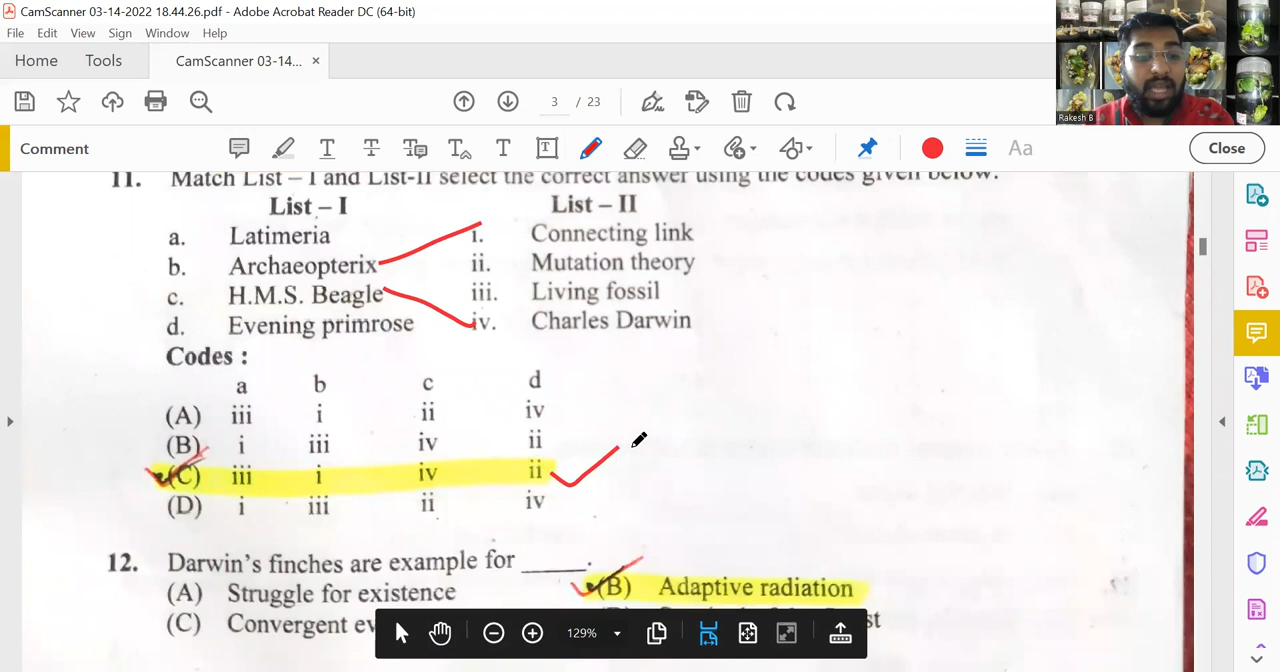 CamScanner 03-14-2022 18.44.26.pdf - Adobe Acrobat Reader DC (64-bit)
File Edit View Sign Window Help
Home Tools CamScanner 03-14... ×
3 / 23
Rakesh B
Comment T T T T T T Aa Close
11. Match List – I and List-II select the correct answer using the codes given below:
List – I List – II
a. Latimeria i. Connecting link
b. Archaeopterix ii. Mutation theory
c. H.M.S. Beagle iii. Living fossil
d. Evening primrose iv. Charles Darwin
Codes :
a b c d
(A) iii i ii iv
(B) i iii iv ii
(C) iii i iv ii
(D) i iii ii iv
12. Darwin's finches are example for _____.
(A) Struggle for existence (B) Adaptive radiation
(C) Convergent
129%